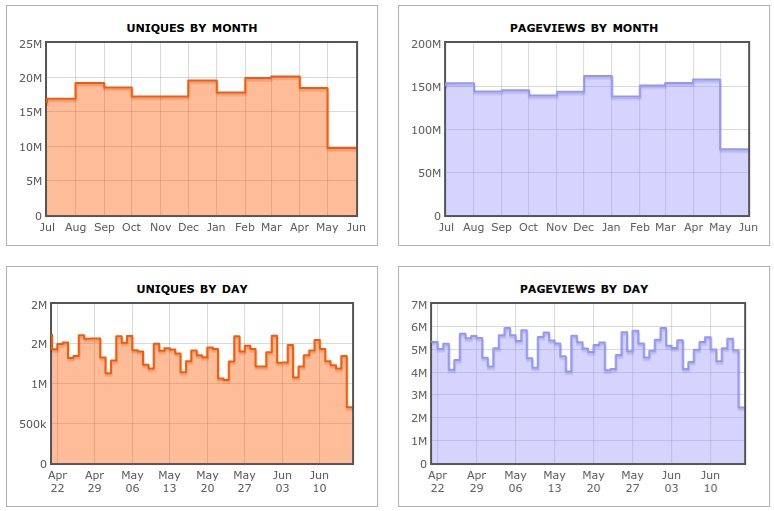 UNIQUES BY MONTH
25M
20M
15M
10M
5M
0
Jul Aug Sep Oct Nov Dec Jan Feb Mar Apr May Jun
PAGEVIEWS BY MONTH
200M
150M
100M
50M
0
Jul Aug Sep Oct Nov Dec Jan Feb Mar Apr May Jun
UNIQUES BY DAY
2M
2M
1M
500k
0
Apr Apr May May May May Jun Jun
22 29 06 13 20 27 03 10
PAGEVIEWS BY DAY
7M
6M
5M
4M
3M
2M
1M
0
Apr Apr May May May May Jun Jun
22 29 06 13 20 27 03 10